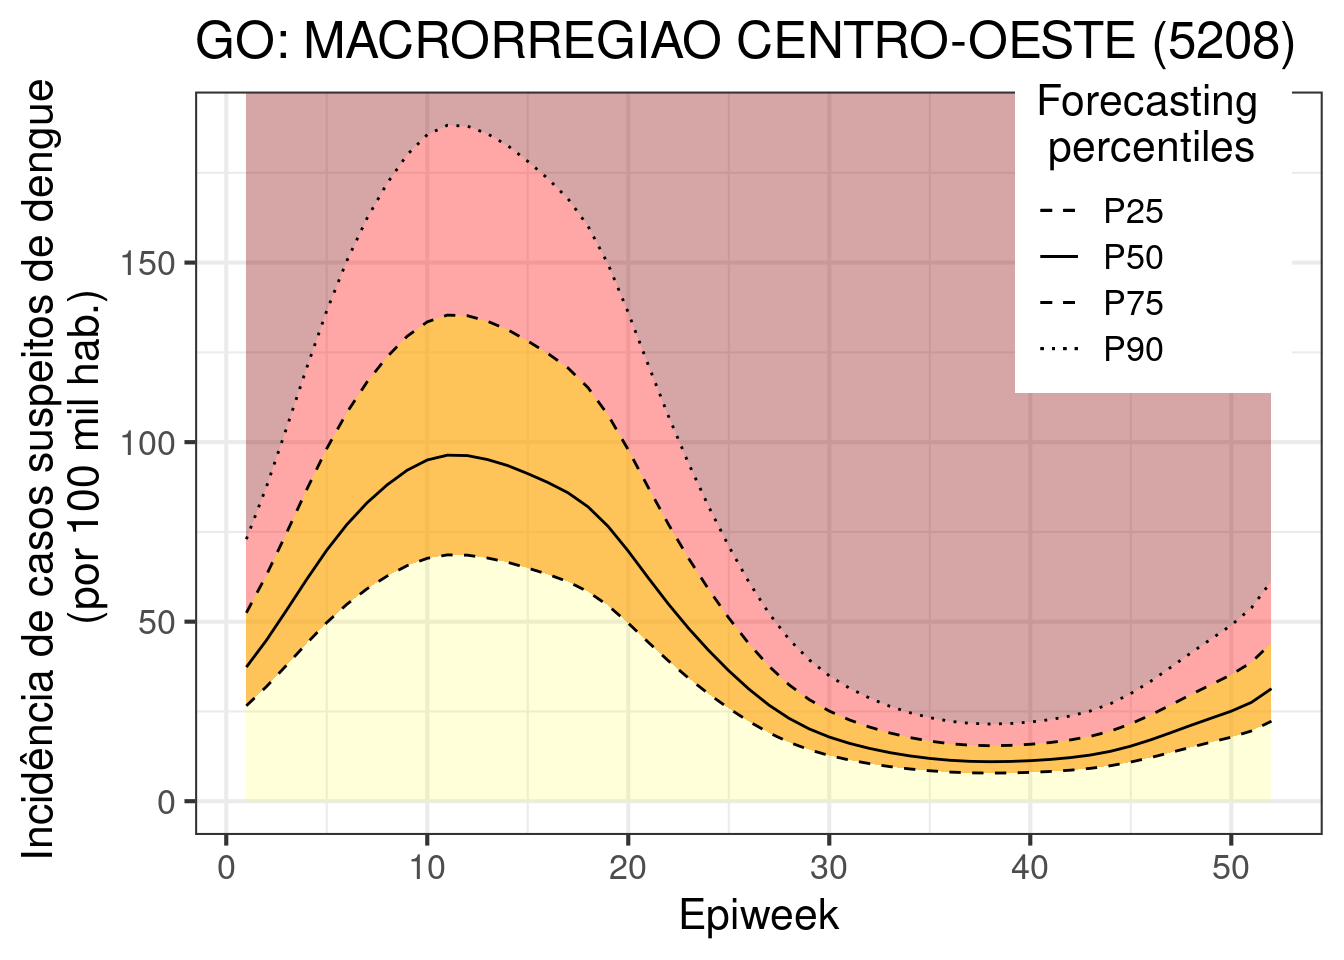 GO: MACRORREGIAO CENTRO-OESTE (5208)
Incidência de casos suspeitos de dengue
(por 100 mil hab.)
150
100
50
0
Forecasting
percentiles
P25
P50
P75
P90
0 10 20 30 40 50
Epiweek